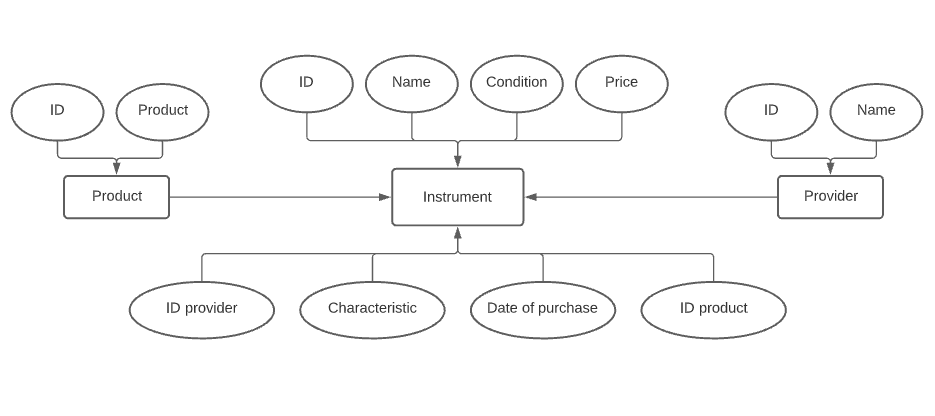 ID
Name
Condition
Price
ID
Product
ID
Name
Product
Instrument
Provider
ID provider
Characteristic
Date of purchase
ID product